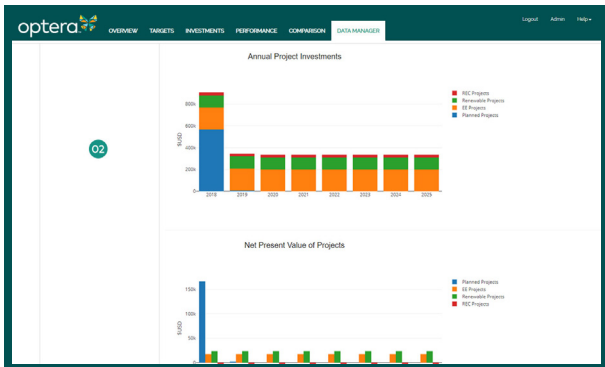 optera
OVERVIEW TARGETS INVESTMENTS PERFORMANCE COMPARISON DATA MANAGER
Logout Admin Help
Annual Project Investments
REC Projects
Renewable Projects
EE Projects
Planned Projects
800k
600k
400k
200k
0
$USD
2018 2019 2020 2021 2022 2023 2024 2025
02
Net Present Value of Projects
Planned Projects
EE Projects
Renewable Projects
REC Projects
150k
100k
50k
0
$USD